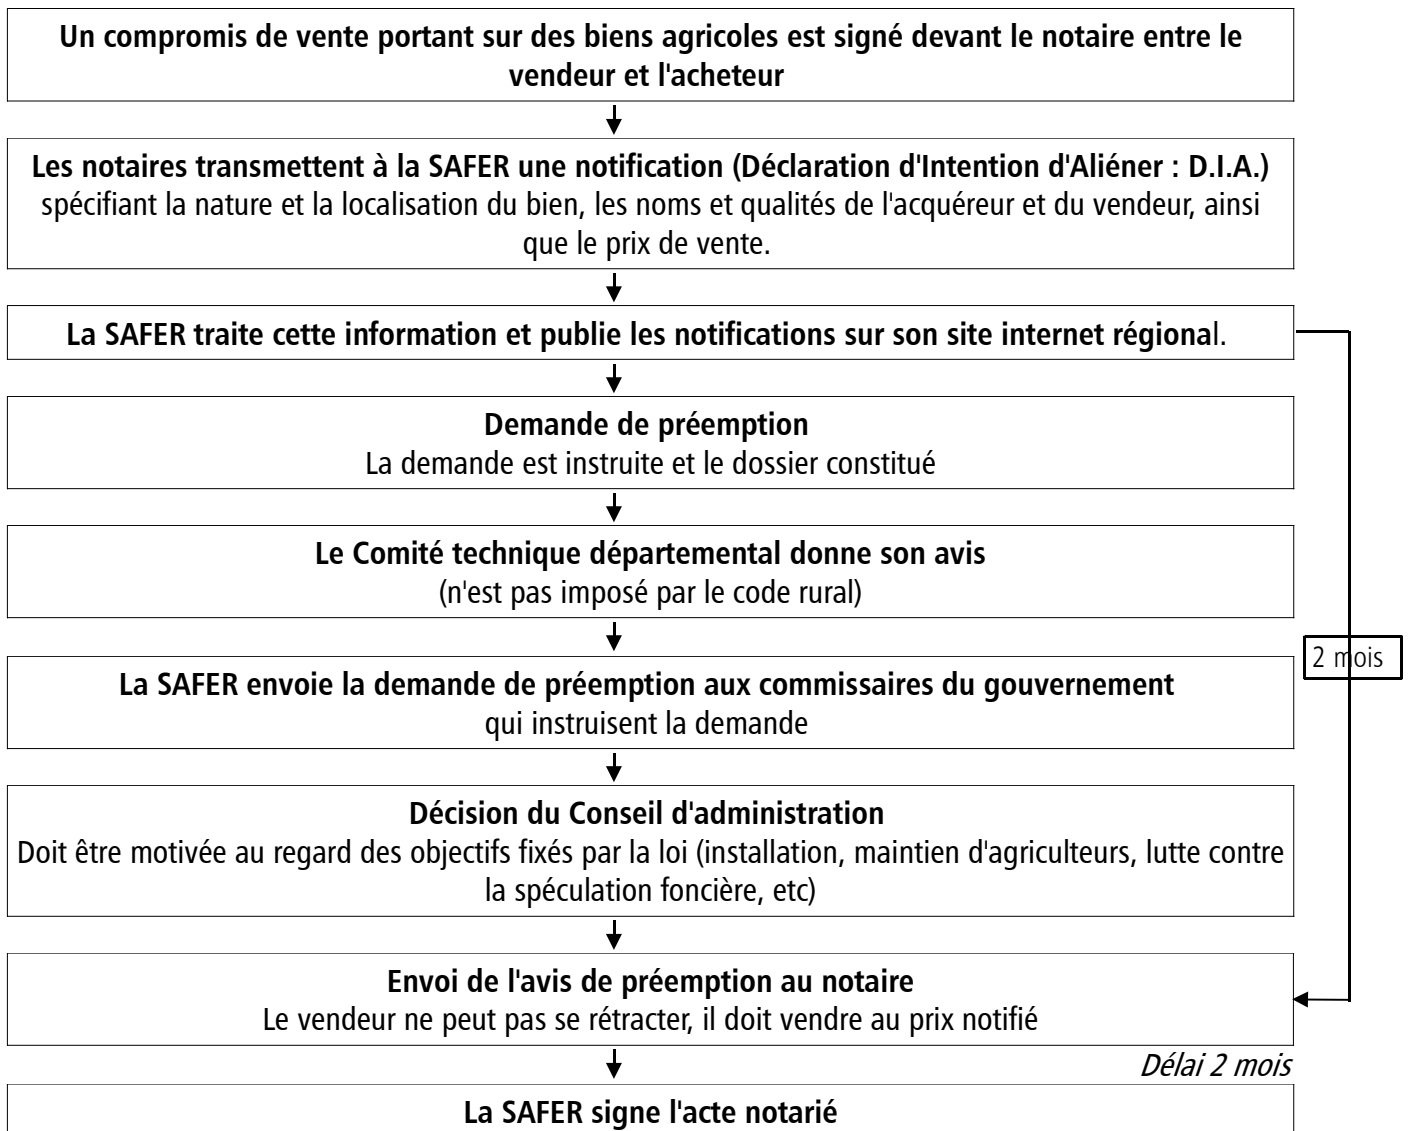 Un compromis de vente portant sur des biens agricoles est signé devant le notaire entre le
vendeur et l'acheteur
Les notaires transmettent à la SAFER une notification (Déclaration d'Intention d'Aliéner : D.I.A.)
spécifiant la nature et la localisation du bien, les noms et qualités de l'acquéreur et du vendeur, ainsi
que le prix de vente.
La SAFER traite cette information et publie les notifications sur son site internet régional.
Demande de préemption
La demande est instruite et le dossier constitué
Le Comité technique départemental donne son avis
(n'est pas imposé par le code rural)
2 mois
La SAFER envoie la demande de préemption aux commissaires du gouvernement
qui instruisent la demande
Décision du Conseil d'administration
Doit être motivée au regard des objectifs fixés par la loi (installation, maintien d'agriculteurs, lutte contre
la spéculation foncière, etc)
Envoi de l'avis de préemption au notaire
Le vendeur ne peut pas se rétracter, il doit vendre au prix notifié
Délai 2 mois
La SAFER signe l'acte notarié